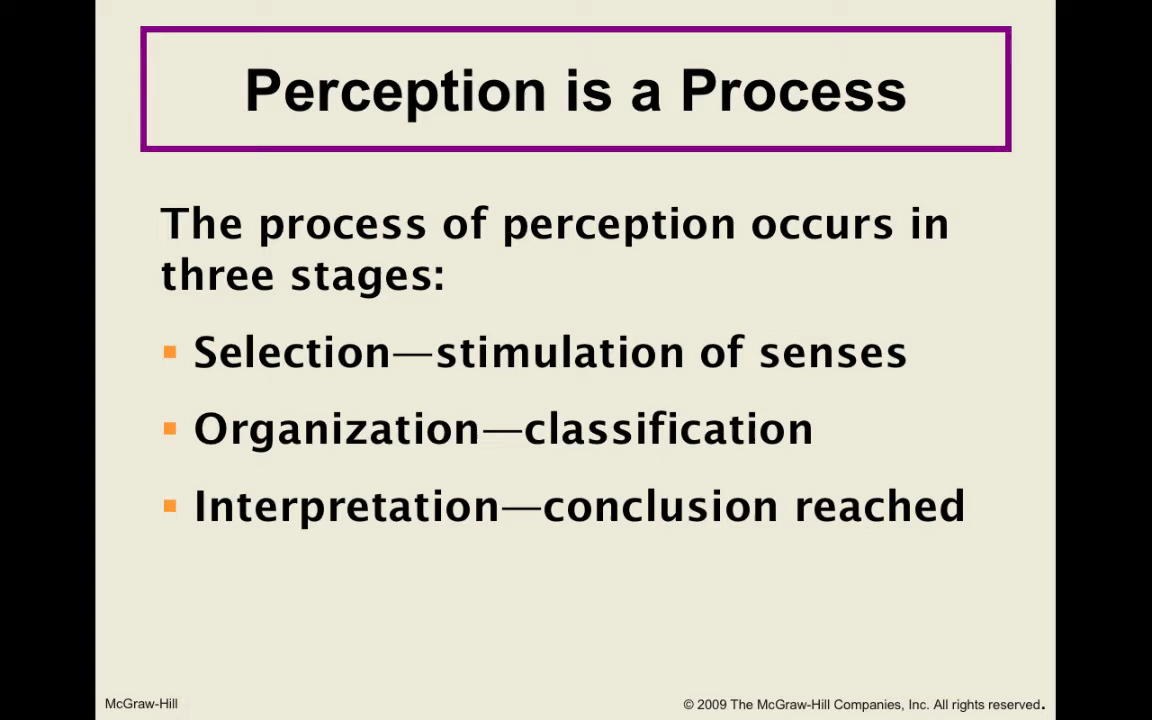 Perception is a Process
The process of perception occurs in
three stages:
▪ Selection—stimulation of senses
▪ Organization—classification
▪ Interpretation—conclusion reached
McGraw-Hill
© 2009 The McGraw-Hill Companies, Inc. All rights reserved.